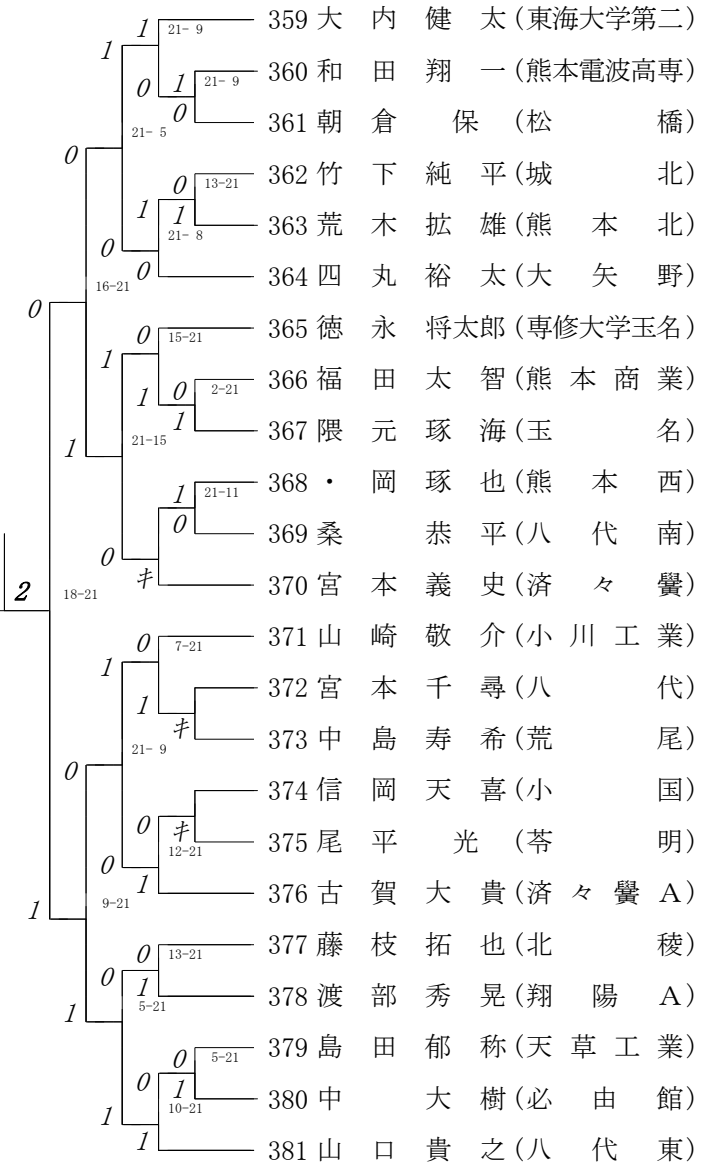 1 21- 9 359 大 内 健 太 (東海大学第二)
1
0 1 21- 9 360 和 田 翔 一 (熊本電波高専)
0 361 朝 倉 保 (松 橋)
21- 5
0
0 13-21 362 竹 下 純 平 (城 北)
1 1 21- 8 363 荒 木 拡 雄 (熊 本 北)
0
0 364 四 丸 裕 太 (大 矢 野)
16-21
0
0 15-21 365 徳 永 将太郎 (専修大学玉名)
1
1 0 2-21 366 福 田 太 智 (熊 本 商 業)
1 367 隈 元 琢 海 (玉 名)
21-15
1
1 21-11 368 ・ 岡 琢 也 (熊 本 西)
0 369 桑 恭 平 (八 代 南)
0
キ 370 宮 本 義 史 (済 々 黌)
2 18-21
0 7-21 371 山 崎 敬 介 (小 川 工 業)
1
1 372 宮 本 千 尋 (八 代)
キ 373 中 島 寿 希 (荒 尾)
21- 9
0
374 信 岡 天 喜 (小 国)
0 キ 375 尾 平 光 (苓 明)
12-21
0
1 376 古 賀 大 貴 (済 々 黌 A)
9-21
1
0 13-21 377 藤 枝 拓 也 (北 稜)
0
1 378 渡 部 秀 晃 (翔 陽 A)
5-21
1
0 5-21 379 島 田 郁 称 (天 草 工 業)
0 1 380 中 大 樹 (必 由 館)
10-21
1
1 381 山 口 貴 之 (八 代 東)